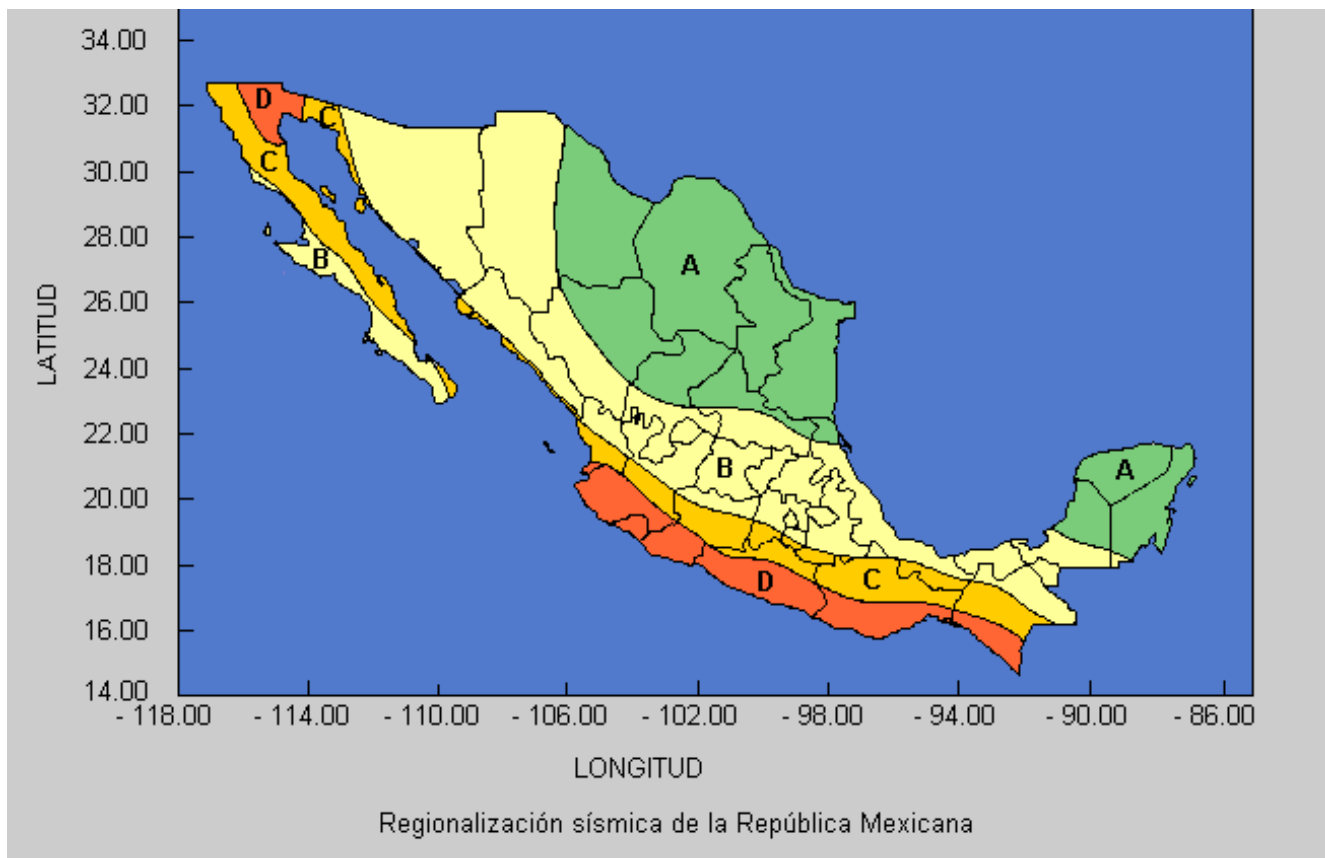 34.00
32.00
30.00
28.00
26.00
24.00
22.00
20.00
18.00
16.00
14.00
LATITUD
D
C
C
B
A
A
B
D
C
- 118.00 - 114.00 - 110.00 - 106.00 - 102.00 - 98.00 - 94.00 - 90.00 - 86.00
LONGITUD
Regionalización sísmica de la República Mexicana